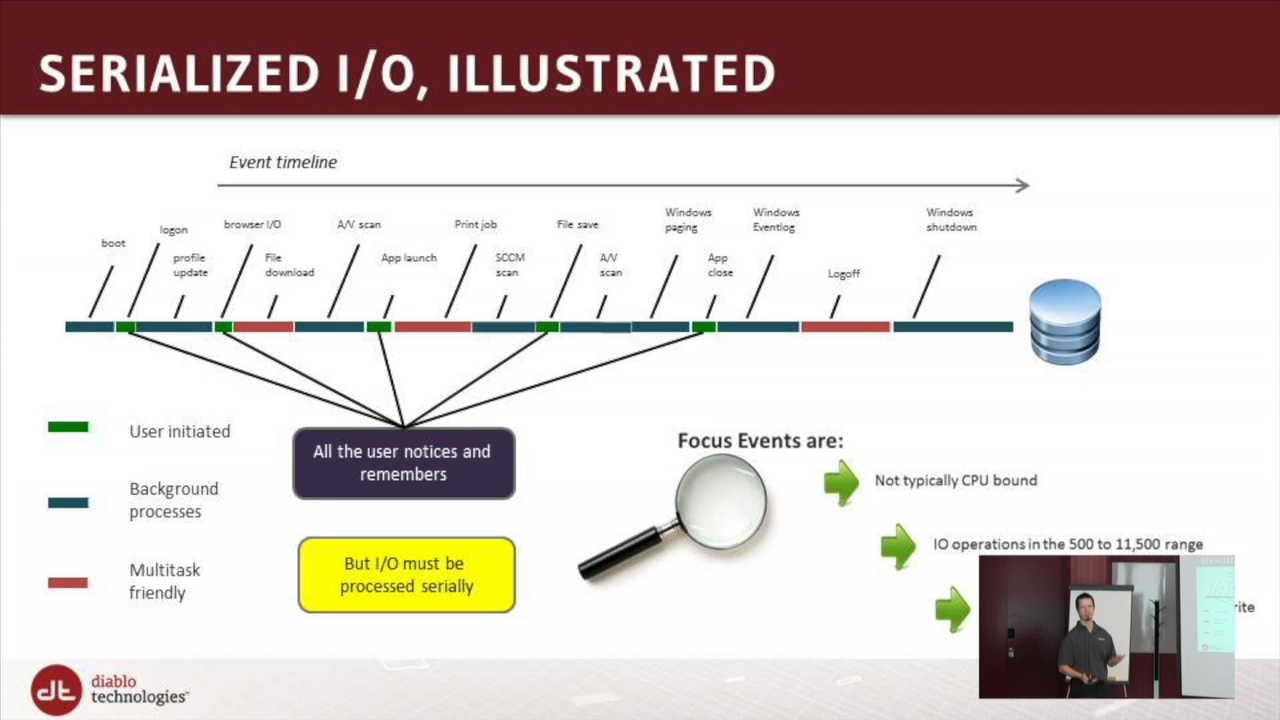 SERIALIZED I/O, ILLUSTRATED
Event timeline
boot
logon
profile
update
browser I/O
File
download
A/V scan
App launch
Print job
SCCM
scan
File save
A/V
scan
Windows
paging
App
close
Windows
Eventlog
Logoff
Windows
shutdown
User initiated
Background
processes
Multitask
friendly
All the user notices and
remembers
But I/O must be
processed serially
Focus Events are:
Not typically CPU bound
IO operations in the 500 to 11,500 range
dt
diablo
technologies